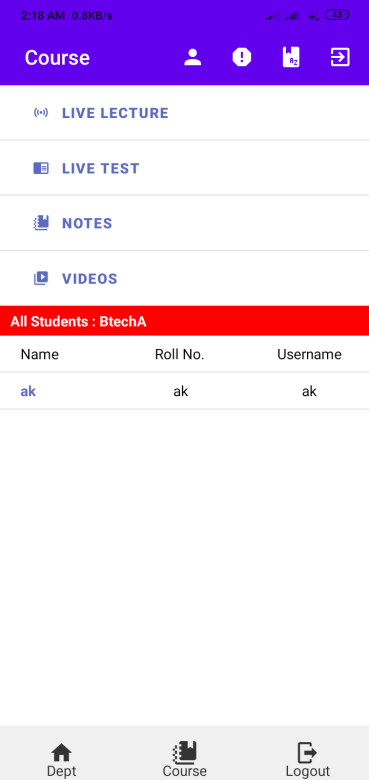 2:18 AM 0.8KB/s 43
Course
LIVE LECTURE
LIVE TEST
NOTES
VIDEOS
All Students : BtechA
Name Roll No. Username
ak ak ak
Dept Course Logout